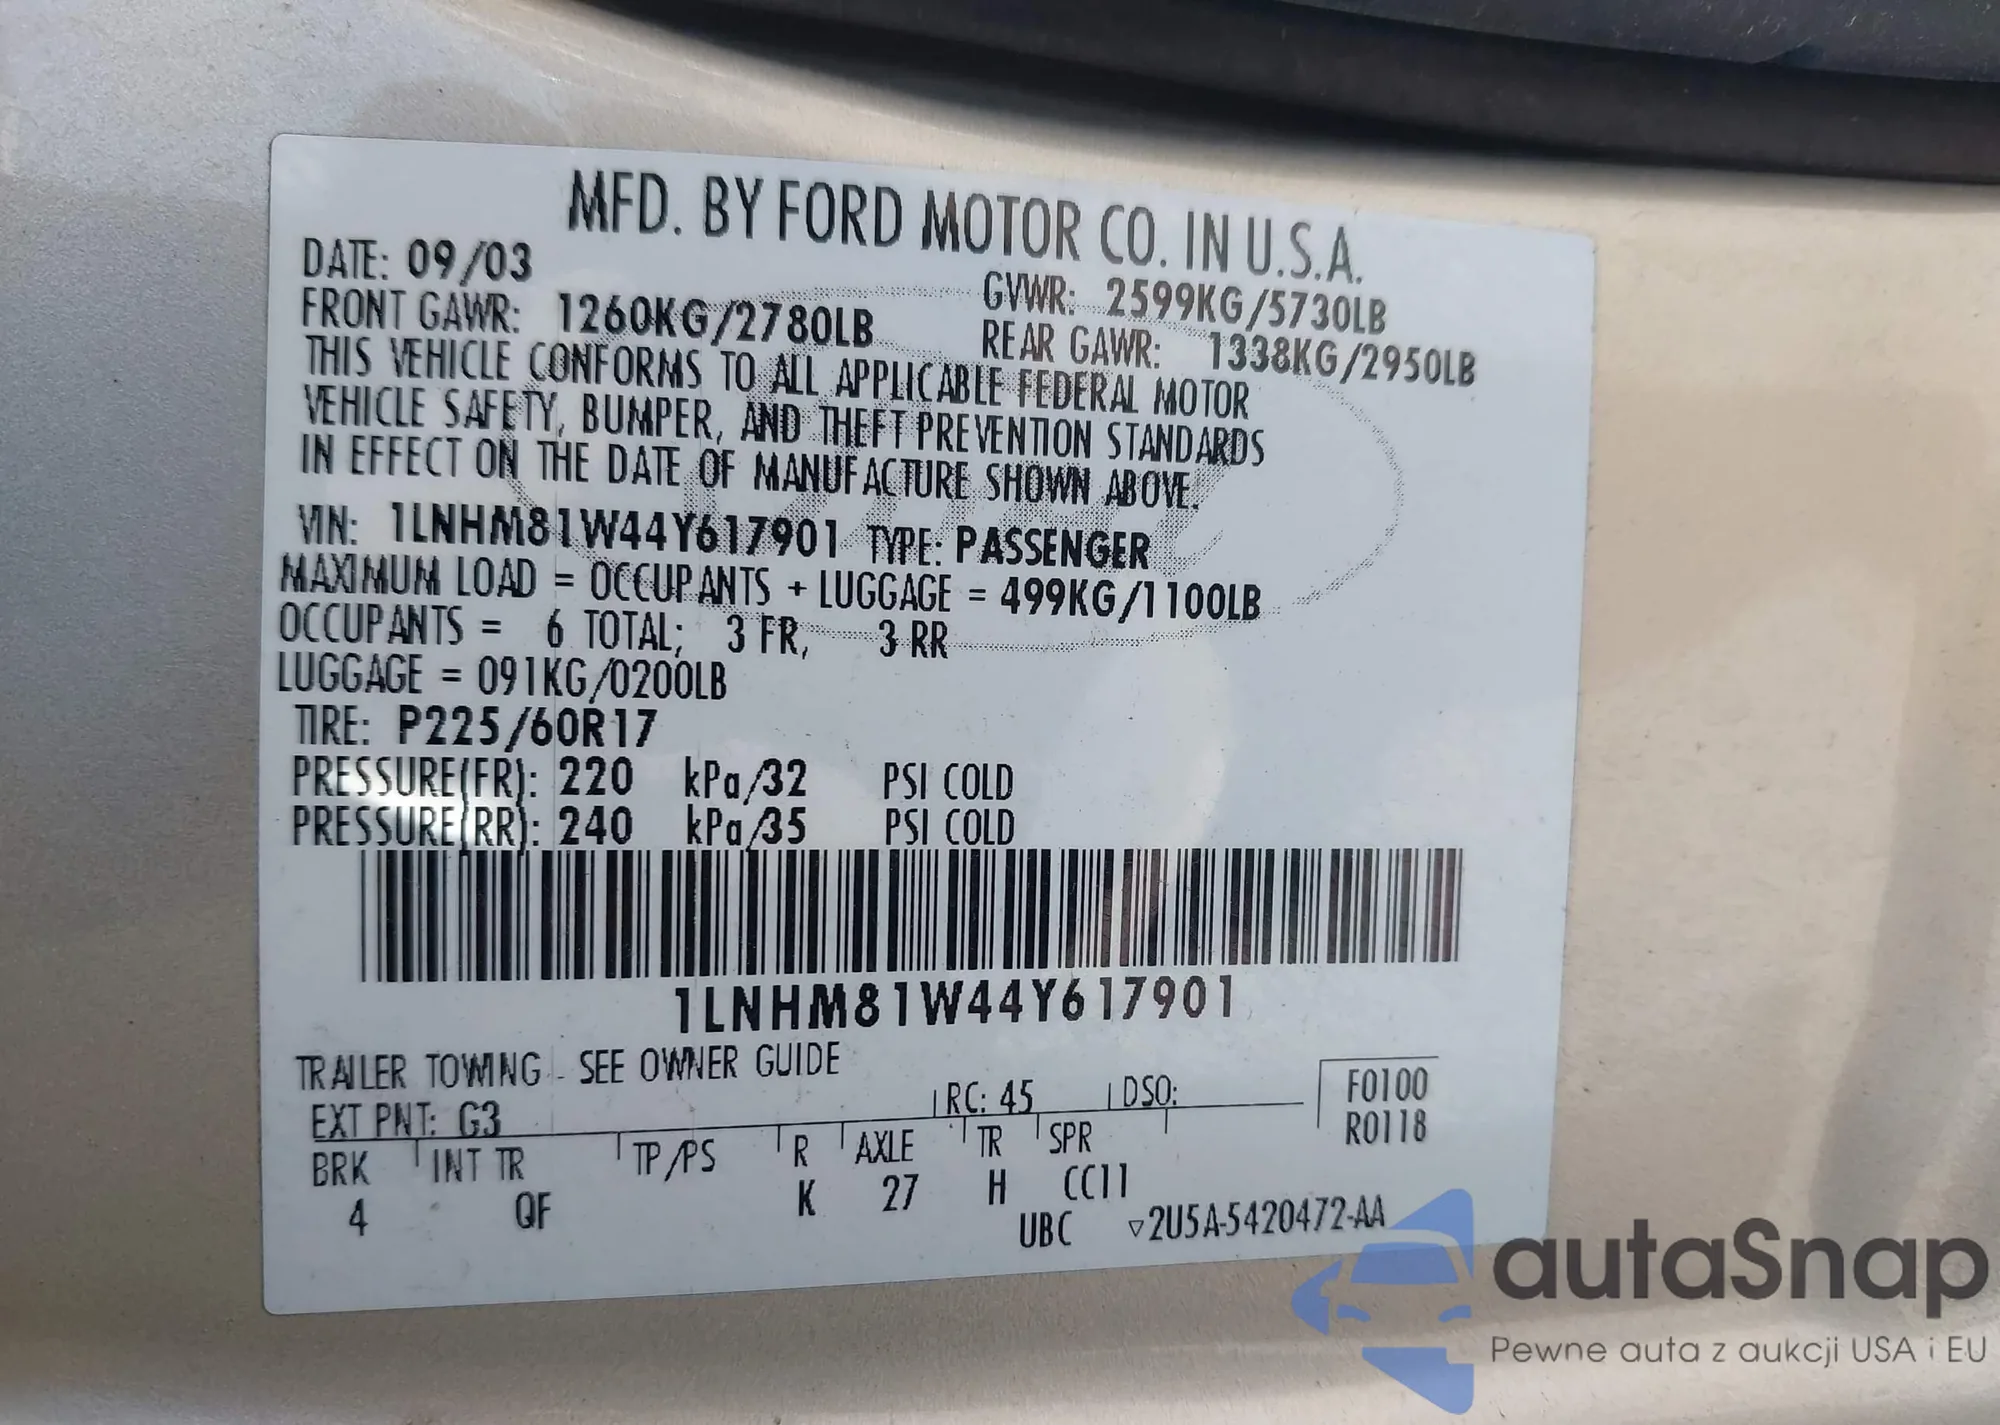 MFD. BY FORD MOTOR CO. IN U.S.A.
DATE: 09/03 GVWR: 2599KG/5730LB
FRONT GAWR: 1260KG/2780LB REAR GAWR: 1338KG/2950LB
THIS VEHICLE CONFORMS TO ALL APPLICABLE FEDERAL MOTOR
VEHICLE SAFETY, BUMPER, AND THEFT PREVENTION STANDARDS
IN EFFECT ON THE DATE OF MANUFACTURE SHOWN ABOVE.
VIN: 1LNHM81W44Y617901 TYPE: PASSENGER
MAXIMUM LOAD = OCCUPANTS + LUGGAGE = 499KG/1100LB
OCCUPANTS = 6 TOTAL; 3 FR, 3 RR
LUGGAGE = 091KG/0200LB
TIRE: P225/60R17
PRESSURE(FR): 220 kPa/32 PSI COLD
PRESSURE(RR): 240 kPa/35 PSI COLD
1LNHM81W44Y617901
TRAILER TOWING - SEE OWNER GUIDE
EXT PNT: G3 RC: 45 DSO: F0100
R0118
BRK INT TR TP/PS R AXLE TR SPR
4 QF K 27 H CC11
UBC ▽2U5A-5420472-AA
autaSnap
Pewne auta z aukcji USA i EU